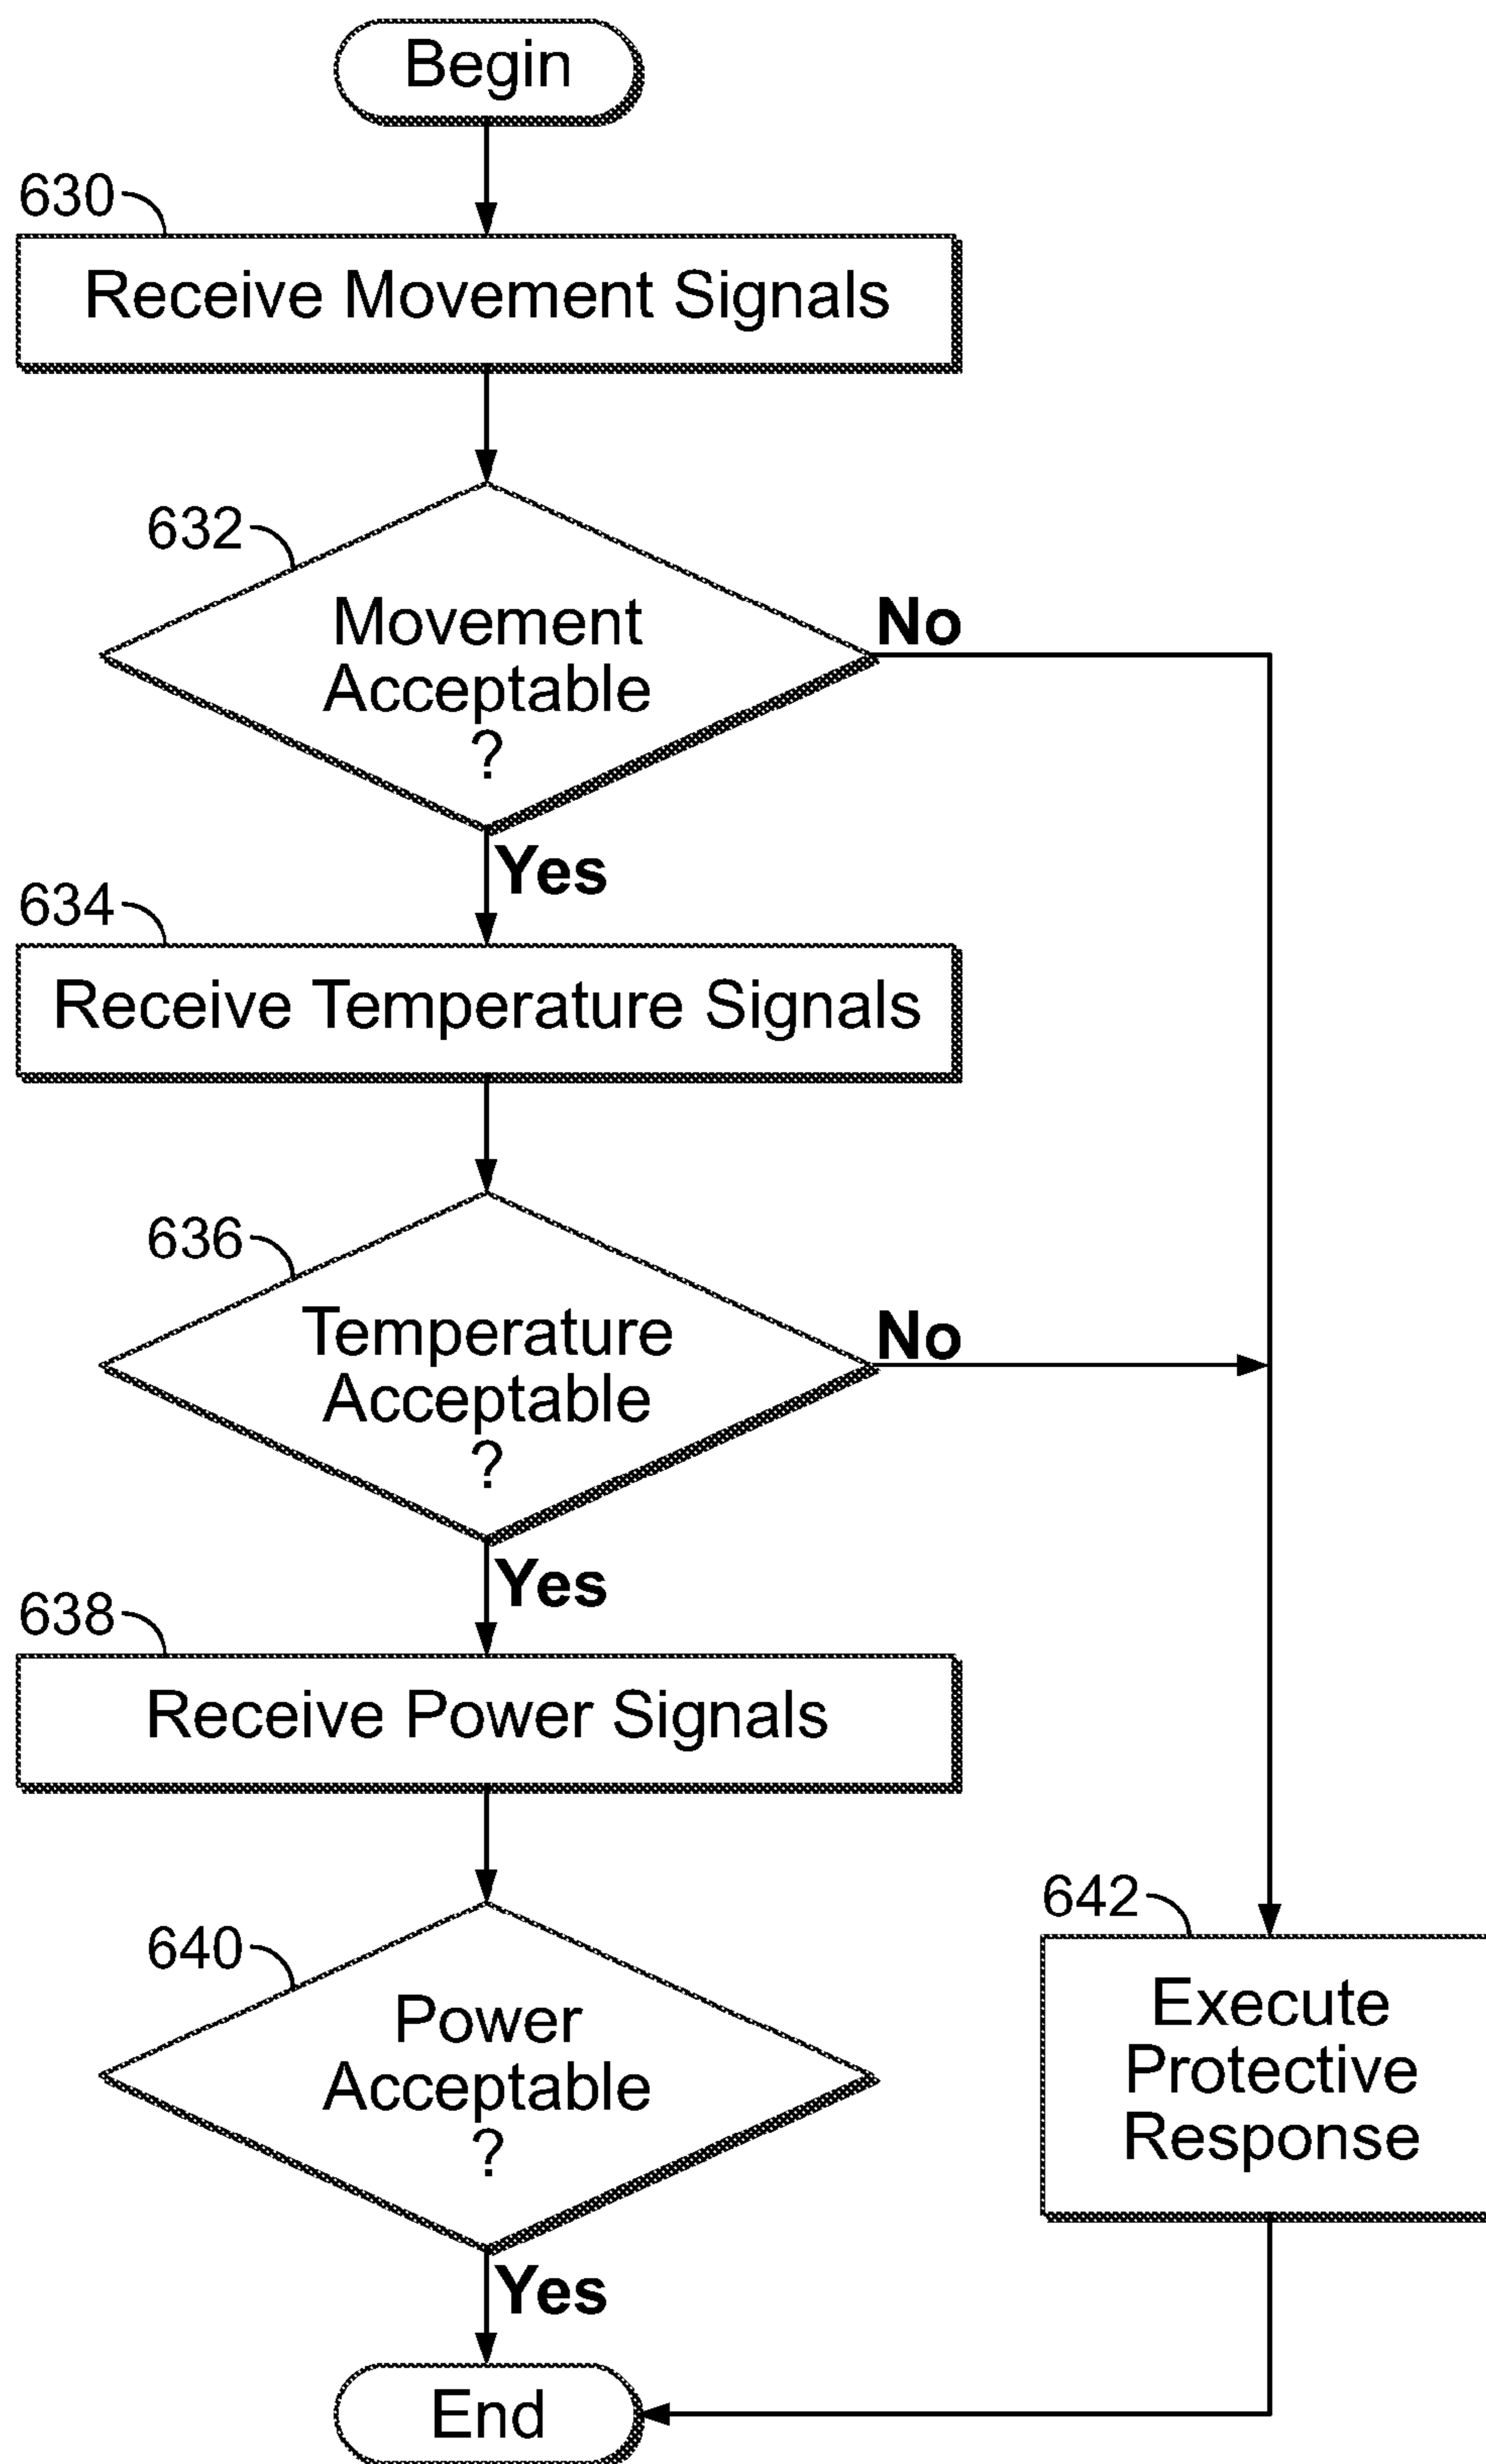 Begin
630
Receive Movement Signals
632
Movement
Acceptable
?
No
Yes
634
Receive Temperature Signals
636
Temperature
Acceptable
?
No
Yes
638
Receive Power Signals
640
Power
Acceptable
?
Yes
642
Execute
Protective
Response
End